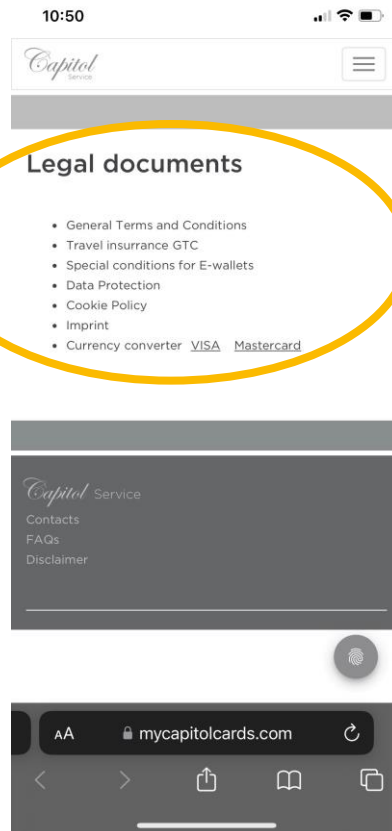 10:50
Capitol
Service
Legal documents
• General Terms and Conditions
• Travel insurrance GTC
• Special conditions for E-wallets
• Data Protection
• Cookie Policy
• Imprint
• Currency converter VISA Mastercard
Capitol Service
Contacts
FAQs
Disclaimer
AA mycapitolcards.com